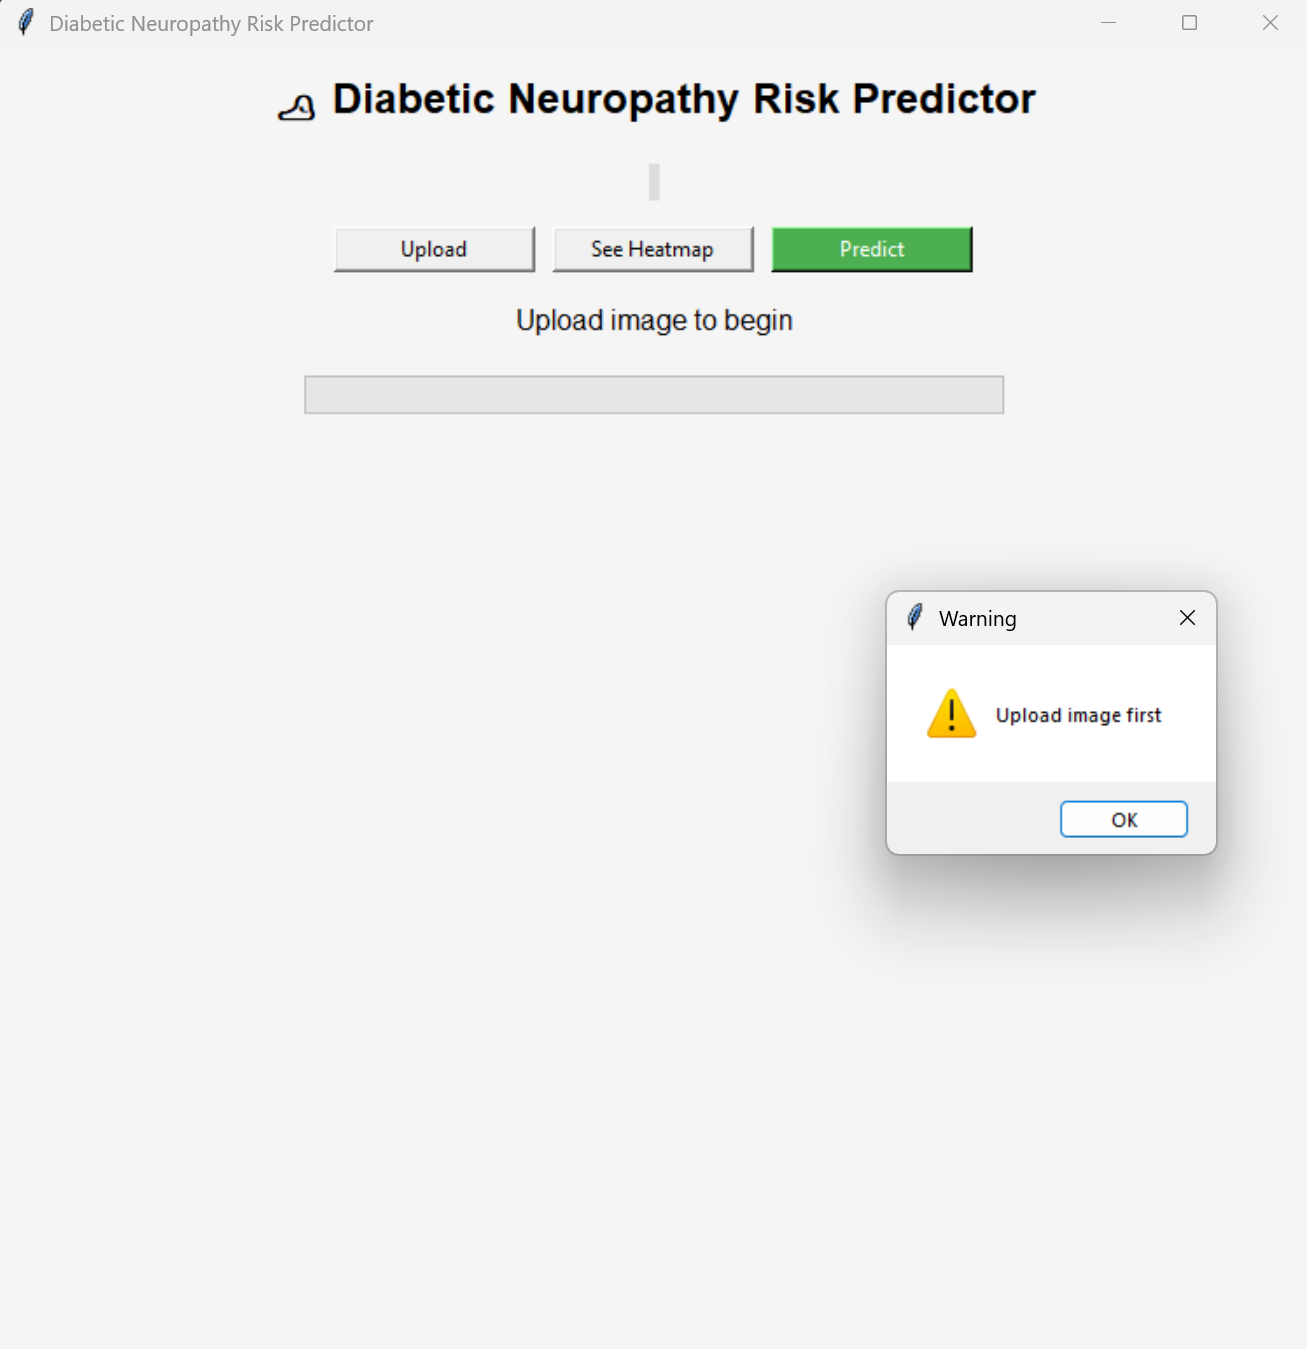 Diabetic Neuropathy Risk Predictor
Diabetic Neuropathy Risk Predictor
Upload See Heatmap Predict
Upload image to begin
Warning
Upload image first
OK